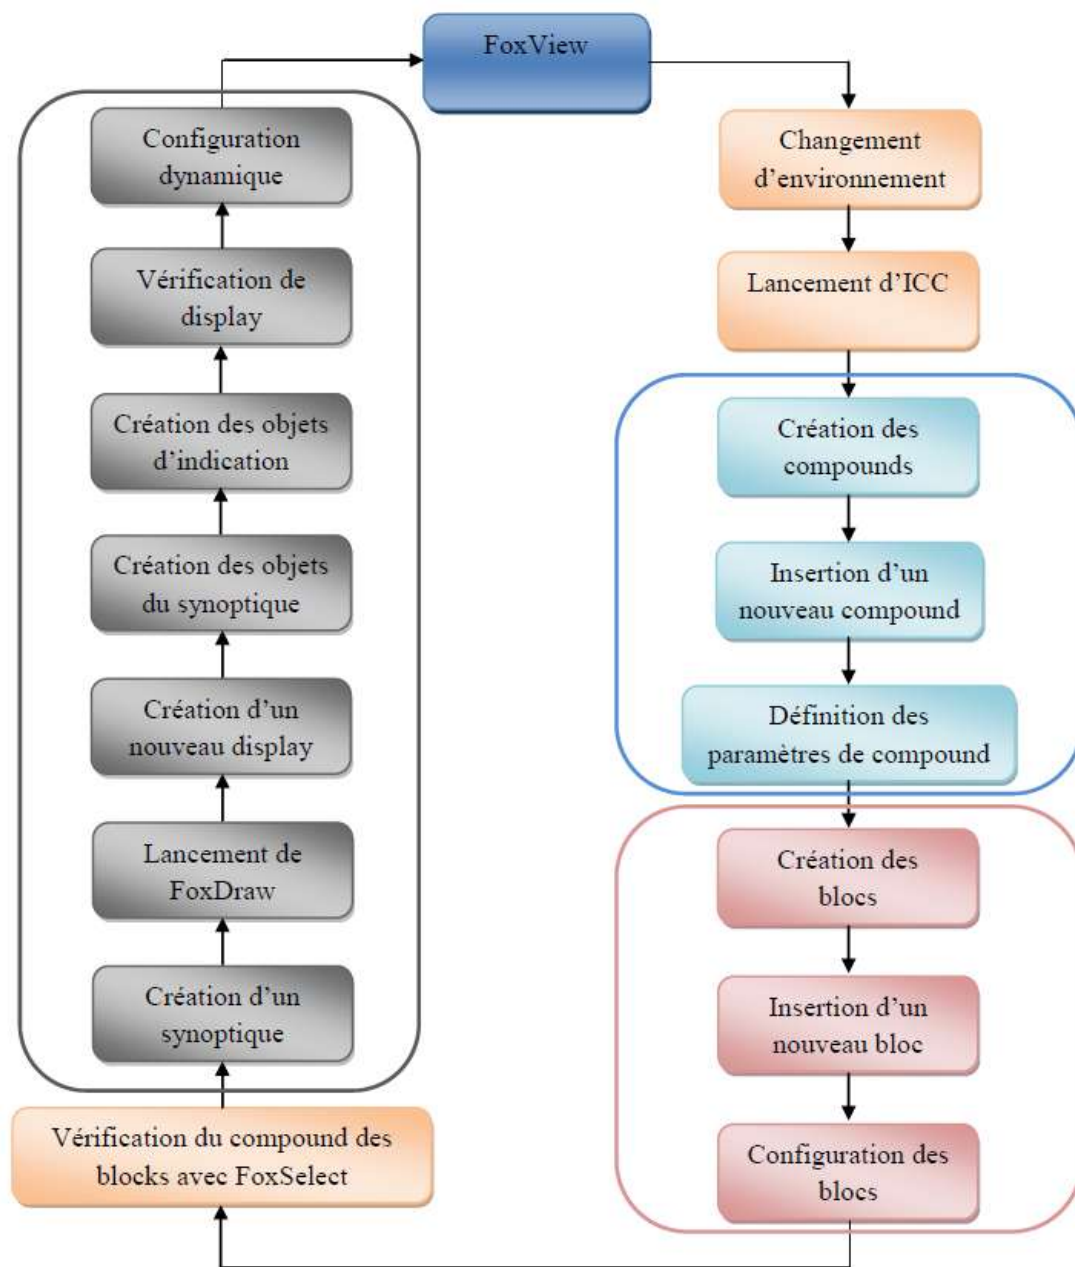 FoxView
Changement
d’environnement
Lancement d’ICC
Création des
compounds
Insertion d’un
nouveau compound
Définition des
paramètres de compound
Création des
blocs
Insertion d’un
nouveau bloc
Configuration des
blocs
Vérification du compound des
blocks avec FoxSelect
Création d’un
synoptique
Lancement de
FoxDraw
Création d’un
nouveau display
Création des objets
du synoptique
Création des objets
d’indication
Vérification de
display
Configuration
dynamique